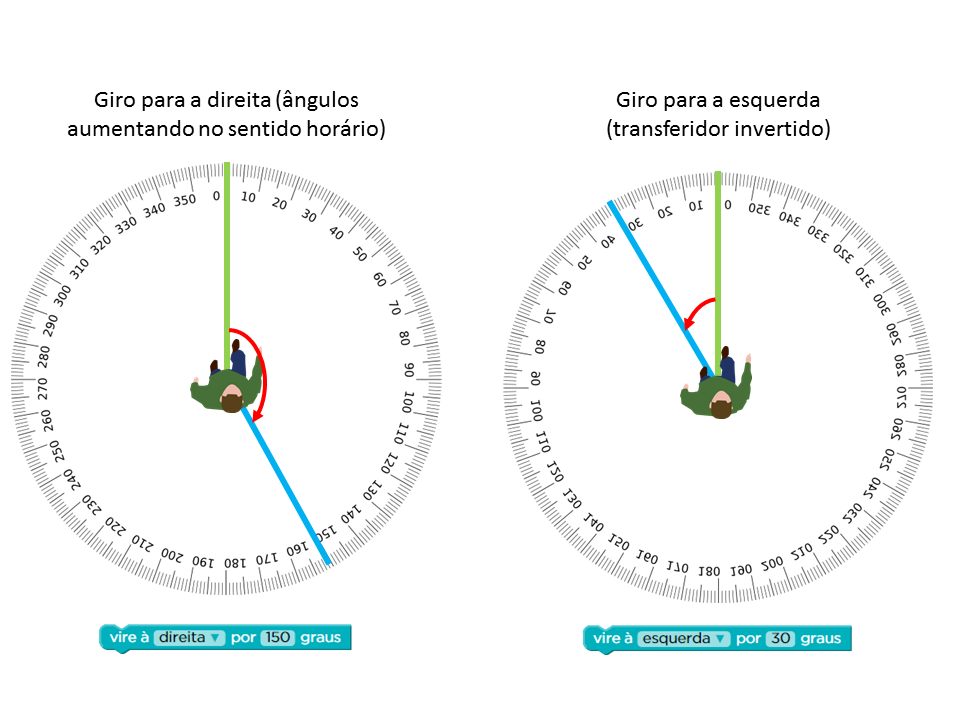 Giro para a direita (ângulos
aumentando no sentido horário)
Giro para a esquerda
(transferidor invertido)
0 10 20 30 40 50 60 70 80 90 100 110 120 130 140 150 160 170 180 190 200 210 220 230 240 250 260 270 280 290 300 310 320 330 340 350
0 10 20 30 40 50 60 70 80 90 100 110 120 130 140 150 160 170 180 190 200 210 220 230 240 250 260 270 280 290 300 310 320 330 340 350
vire à direita ▼ por 150 graus
vire à esquerda ▼ por 30 graus